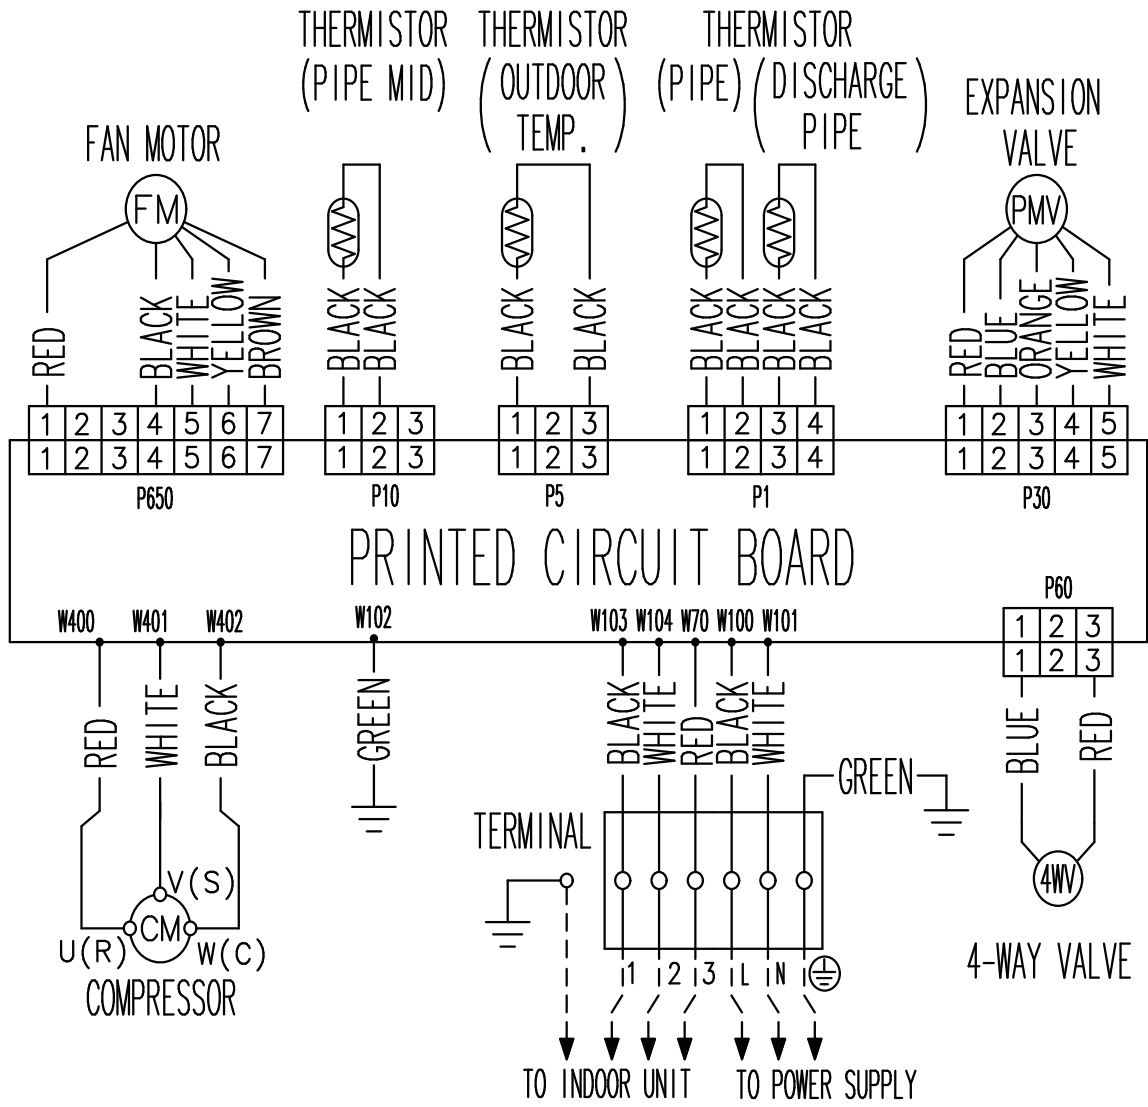 THERMISTOR THERMISTOR THERMISTOR
(PIPE MID) (OUTDOOR TEMP.) (PIPE) (DISCHARGE PIPE)
EXPANSION
VALVE
FAN MOTOR
FM
PMV
RED BLACK WHITE YELLOW BROWN
BLACK BLACK
BLACK BLACK
BLACK BLACK BLACK BLACK
RED BLUE ORANGE YELLOW WHITE
1 2 3 4 5 6 7 1 2 3 1 2 3 1 2 3 4 1 2 3 4 5
1 2 3 4 5 6 7 1 2 3 1 2 3 1 2 3 4 1 2 3 4 5
P650 P10 P5 P1 P30
PRINTED CIRCUIT BOARD
P60
W400 W401 W402 W102 W103 W104 W70 W100 W101
1 2 3
1 2 3
RED WHITE BLACK
GREEN
BLACK WHITE RED BLACK WHITE
BLUE RED
GREEN
TERMINAL
V(S)
CM
U(R) W(C)
COMPRESSOR
4WV
4-WAY VALVE
1 2 3 L N
TO INDOOR UNIT TO POWER SUPPLY